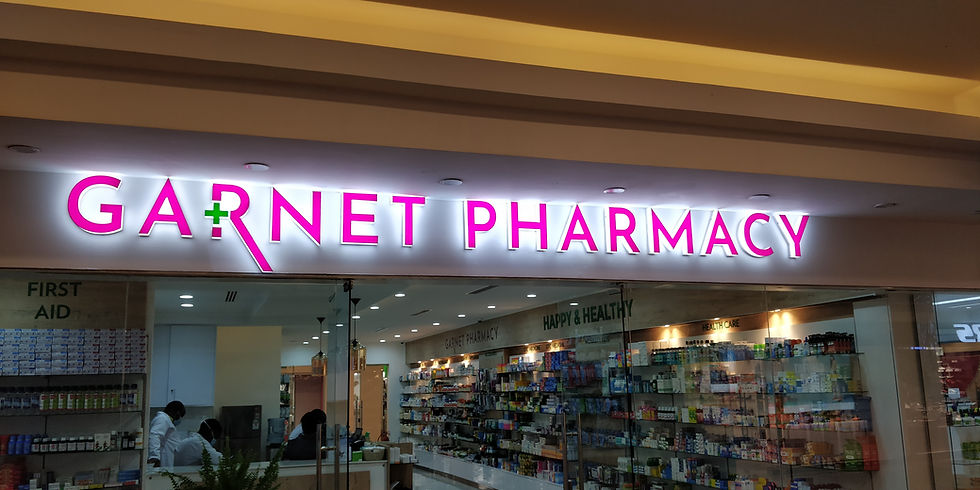 GARNET PHARMACY
FIRST
AID
GARNET PHARMACY
HAPPY & HEALTHY
HEALTH CARE